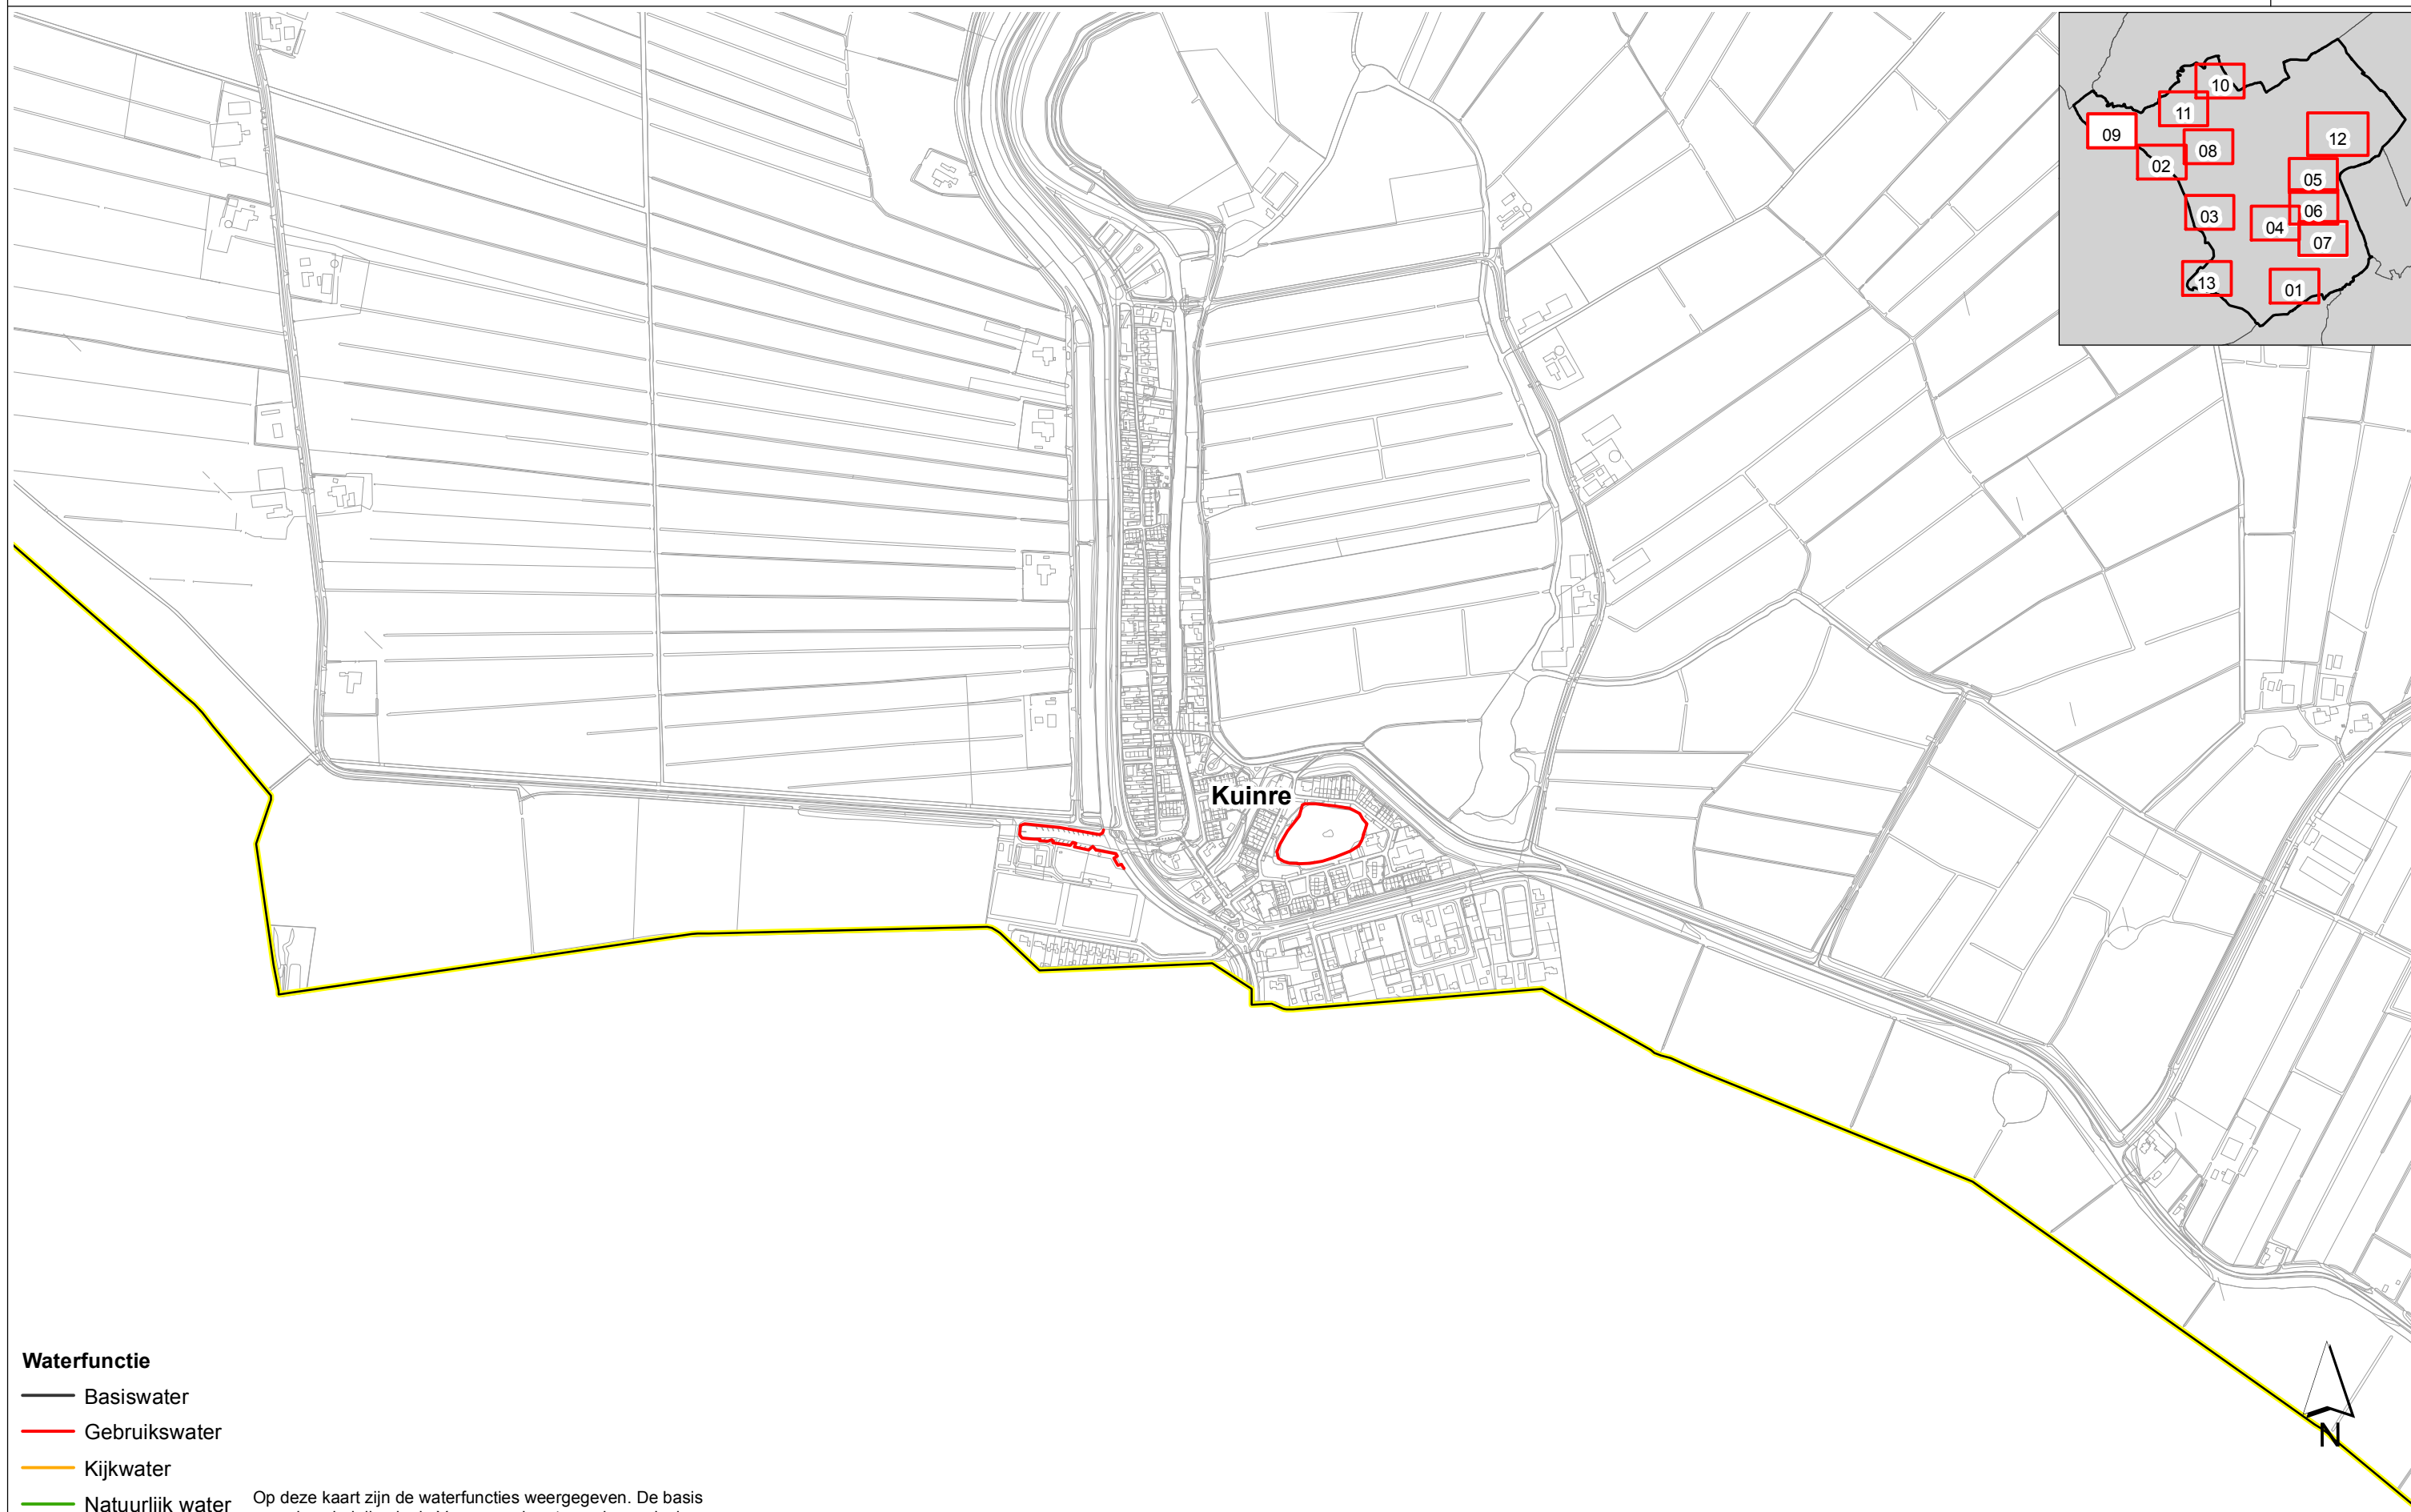 10
11
09
12
08
02
05
03
06
04
07
13
01
Kuinre
Waterfunctie
Basiswater
Gebruikswater
Kijkwater
Natuurlijk water
Op deze kaart zijn de waterfuncties weergegeven. De basis
N